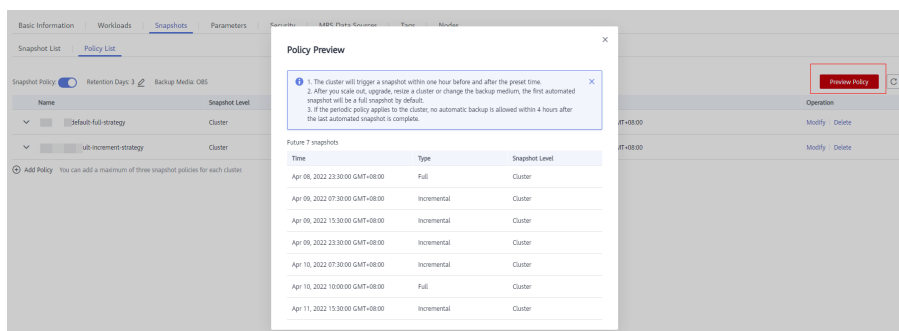 Basic Information Workloads Snapshots Parameters Security MRS Data Sources Tags Nodes
Snapshot List Policy List
Snapshot Policy: Retention Days: 3 Backup Media: OBS
Preview Policy
Name Snapshot Level Operation
default-full-strategy Cluster MT+08:00 Modify Delete
ult-increment-strategy Cluster MT+08:00 Modify Delete
Add Policy You can add a maximum of three snapshot policies for each cluster.
Policy Preview
1. The cluster will trigger a snapshot within one hour before and after the preset time.
2. After you scale out, upgrade, resize a cluster or change the backup medium, the first automated
snapshot will be a full snapshot by default.
3. If the periodic policy applies to the cluster, no automatic backup is allowed within 4 hours after
the last automated snapshot is complete.
Future 7 snapshots
Time Type Snapshot Level
Apr 08, 2022 23:30:00 GMT+08:00 Full Cluster
Apr 09, 2022 07:30:00 GMT+08:00 Incremental Cluster
Apr 09, 2022 15:30:00 GMT+08:00 Incremental Cluster
Apr 09, 2022 23:30:00 GMT+08:00 Incremental Cluster
Apr 10, 2022 07:30:00 GMT+08:00 Incremental Cluster
Apr 10, 2022 10:00:00 GMT+08:00 Full Cluster
Apr 11, 2022 15:30:00 GMT+08:00 Incremental Cluster